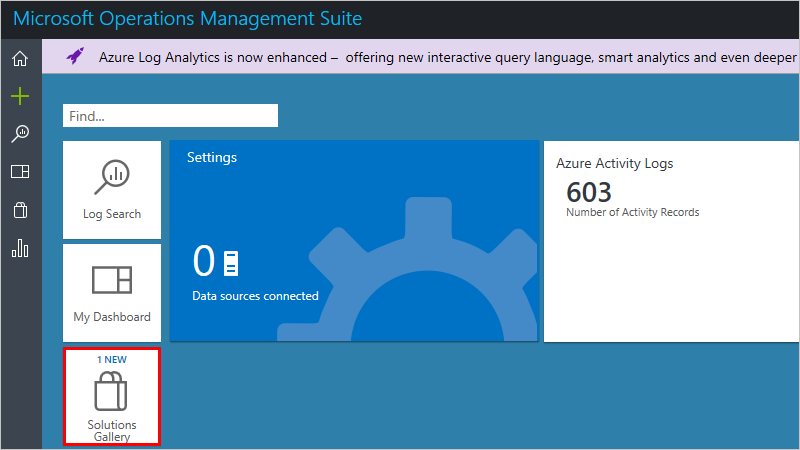 Microsoft Operations Management Suite
Azure Log Analytics is now enhanced – offering new interactive query language, smart analytics and even deeper
Find...
Log Search
My Dashboard
1 NEW
Solutions
Gallery
Settings
0
Data sources connected
Azure Activity Logs
603
Number of Activity Records